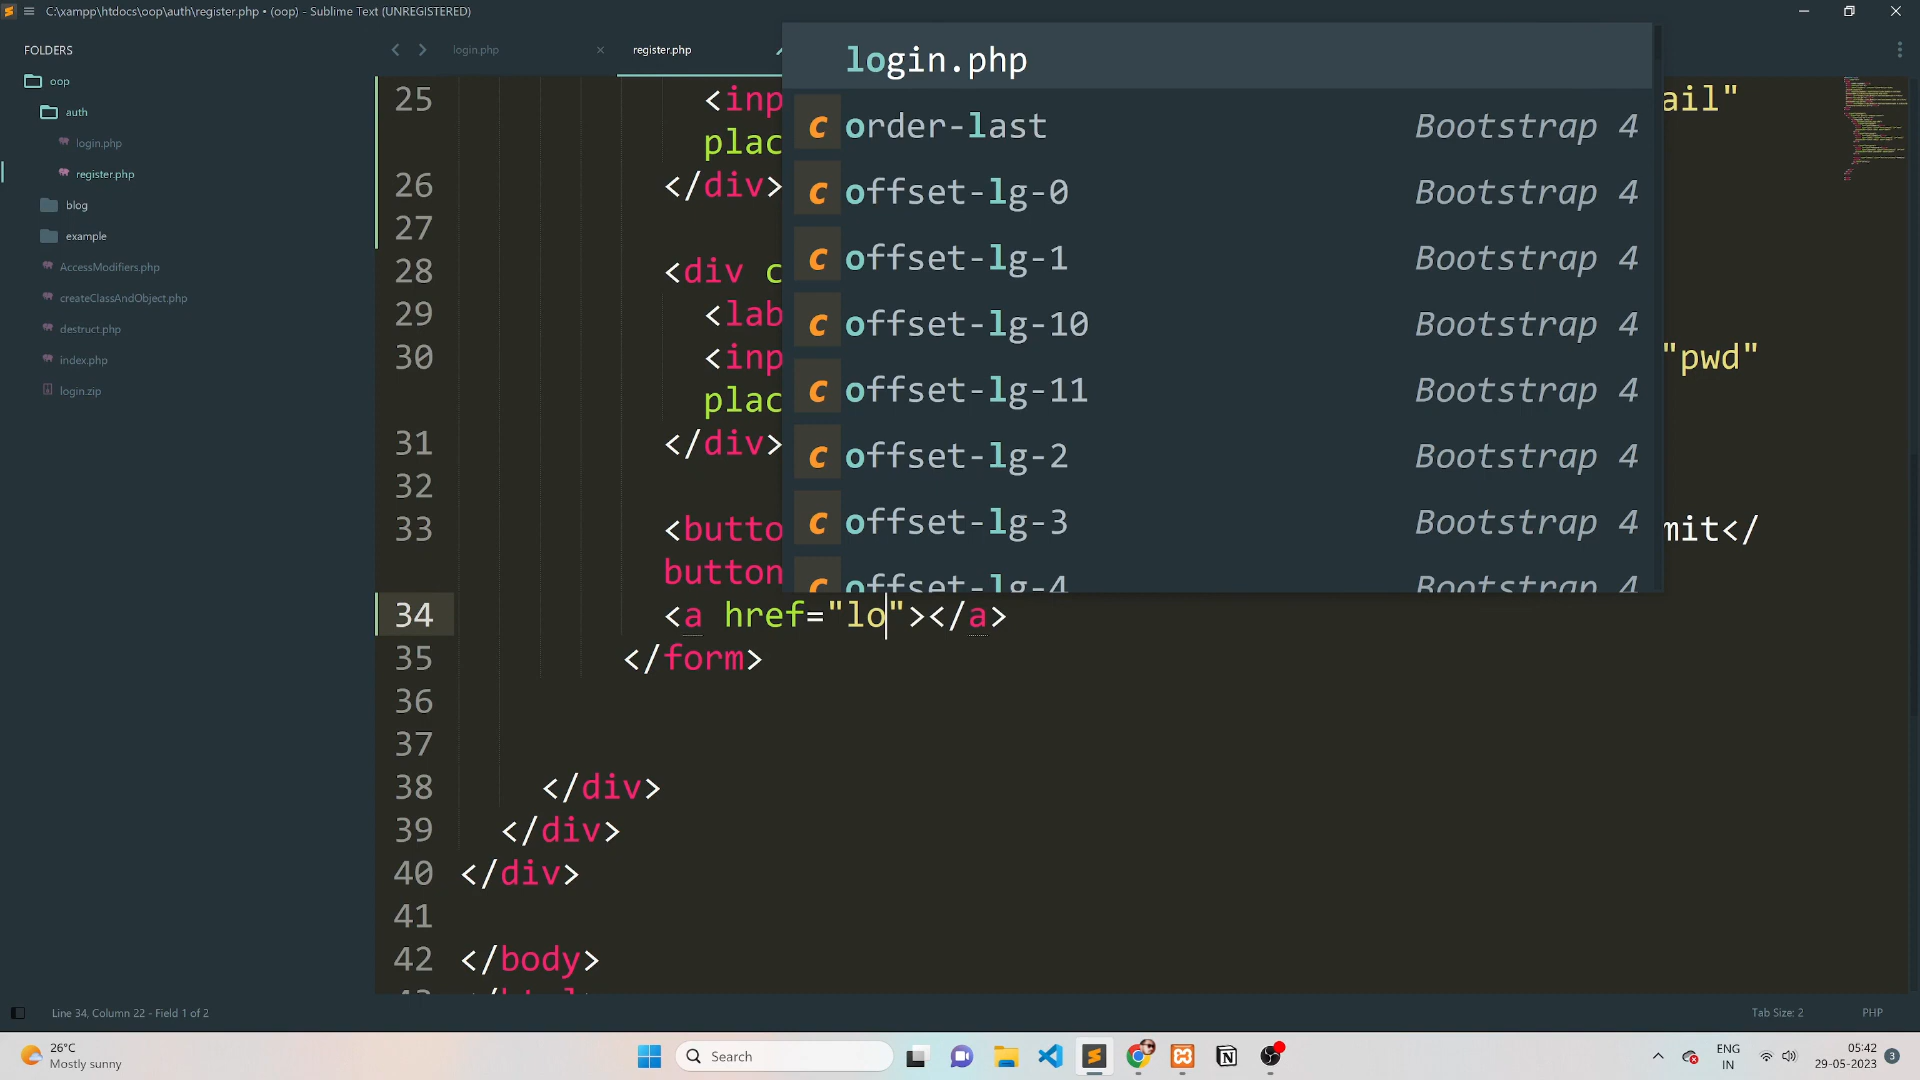 C:\xampp\htdocs\oop\auth\register.php • (oop) - Sublime Text (UNREGISTERED)
FOLDERS
oop
auth
login.php
register.php
blog
example
AccessModifiers.php
createClassAndObject.php
destruct.php
index.php
login.zip
login.php
register.php
login.php
order-last Bootstrap 4
offset-lg-0 Bootstrap 4
offset-lg-1 Bootstrap 4
offset-lg-10 Bootstrap 4
offset-lg-11 Bootstrap 4
offset-lg-2 Bootstrap 4
offset-lg-3 Bootstrap 4
offset-lg-4 Bootstrap 4
25 <inp ail"
plac
26 </div>
27
28 <div c
29 <lab
30 <inp "pwd"
plac
31 </div>
32
33 <butto mit</
button
34 <a href="lo"></a>
35 </form>
36
37
38 </div>
39 </div>
40 </div>
41
42 </body>
Line 34, Column 22 - Field 1 of 2
Tab Size: 2
PHP
26°C
Mostly sunny
Search
ENG
IN
05:42
29-05-2023
3